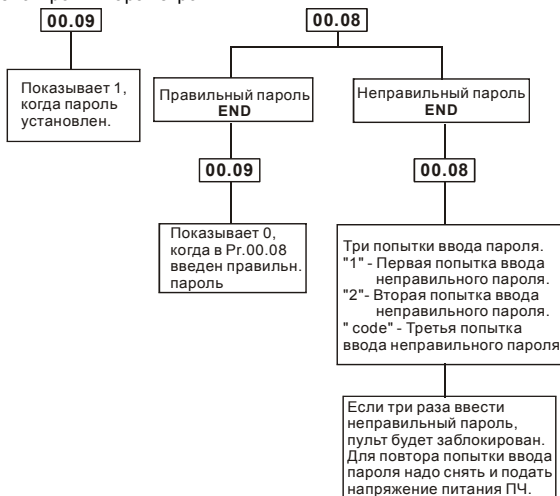 00.09
Показывает 1,
когда пароль
установлен.
00.08
Правильный пароль
END
00.09
Показывает 0,
когда в Pr.00.08
введен правильн.
пароль
Неправильный пароль
END
00.08
Три попытки ввода пароля.
"1" - Первая попытка ввода
неправильного пароля.
"2"- Вторая попытка ввода
неправильного пароля.
" code" - Третья попытка
ввода неправильного пароля
Если три раза ввести
неправильный пароль,
пульт будет заблокирован.
Для повтора попытки ввода
пароля надо снять и подать
напряжение питания ПЧ.